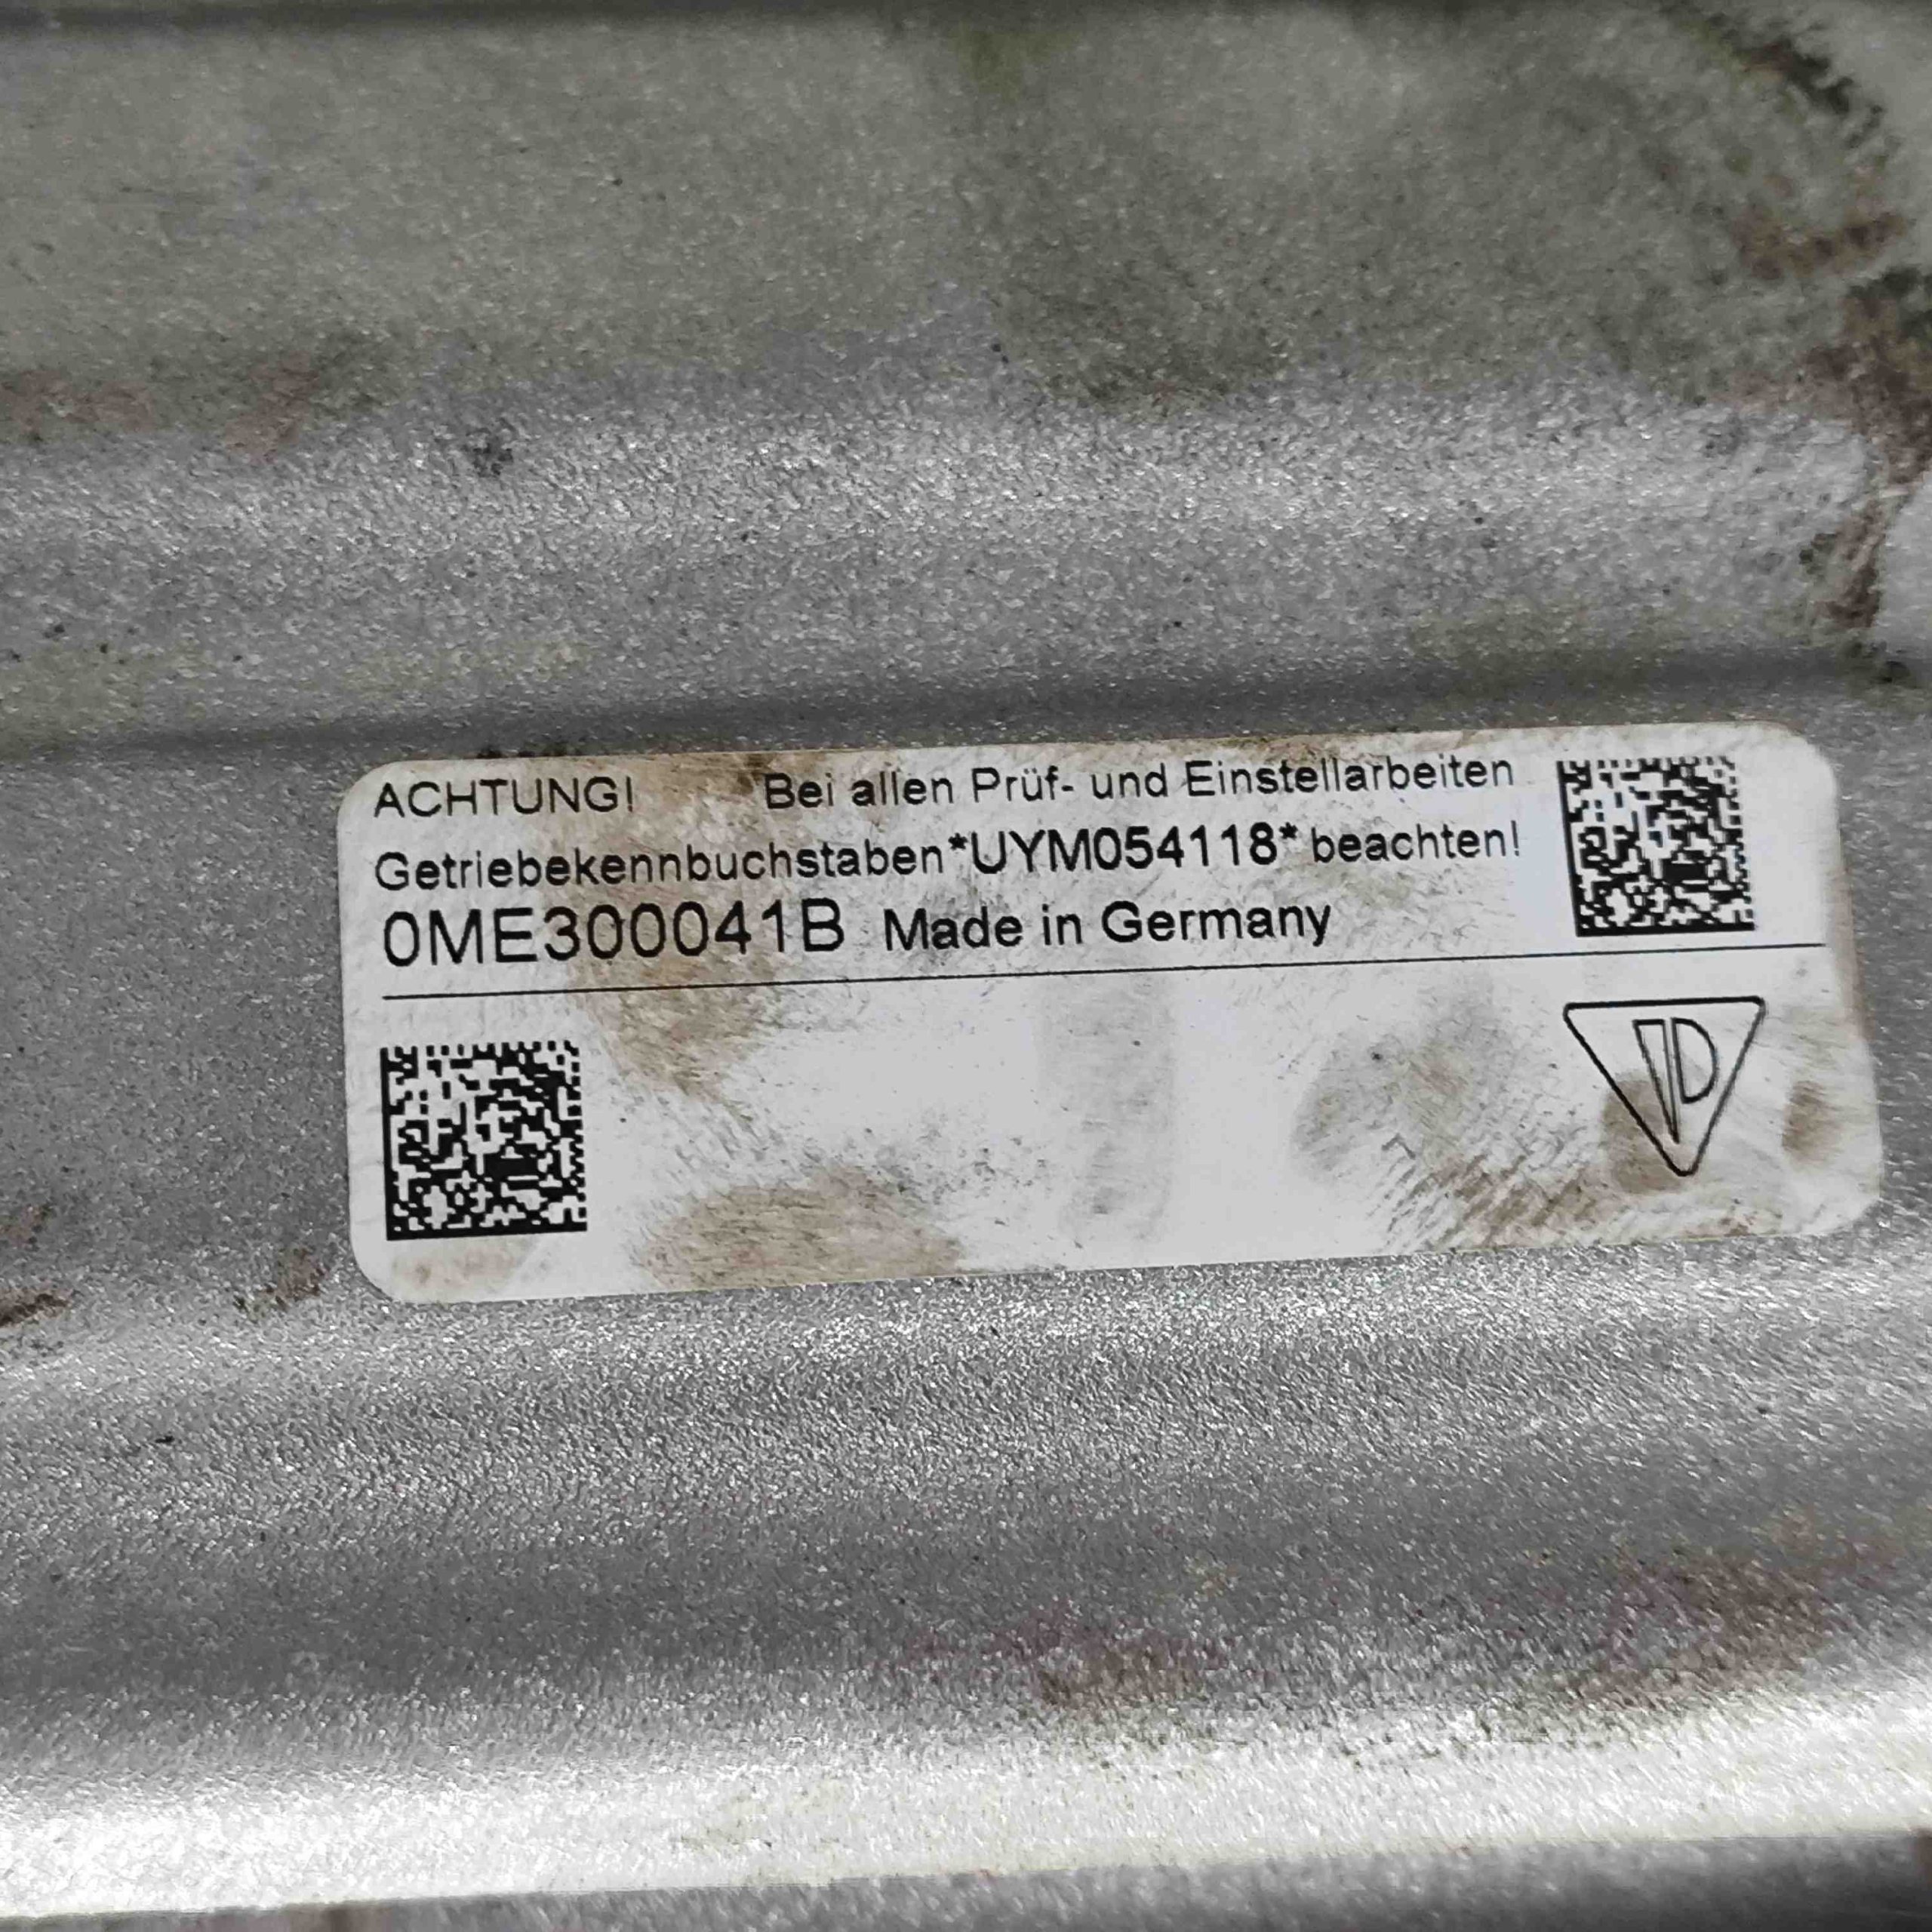 ACHTUNG! Bei allen Prüf- und Einstellarbeiten
Getriebekennbuchstaben *UYM054118* beachten!
0ME300041B Made in Germany